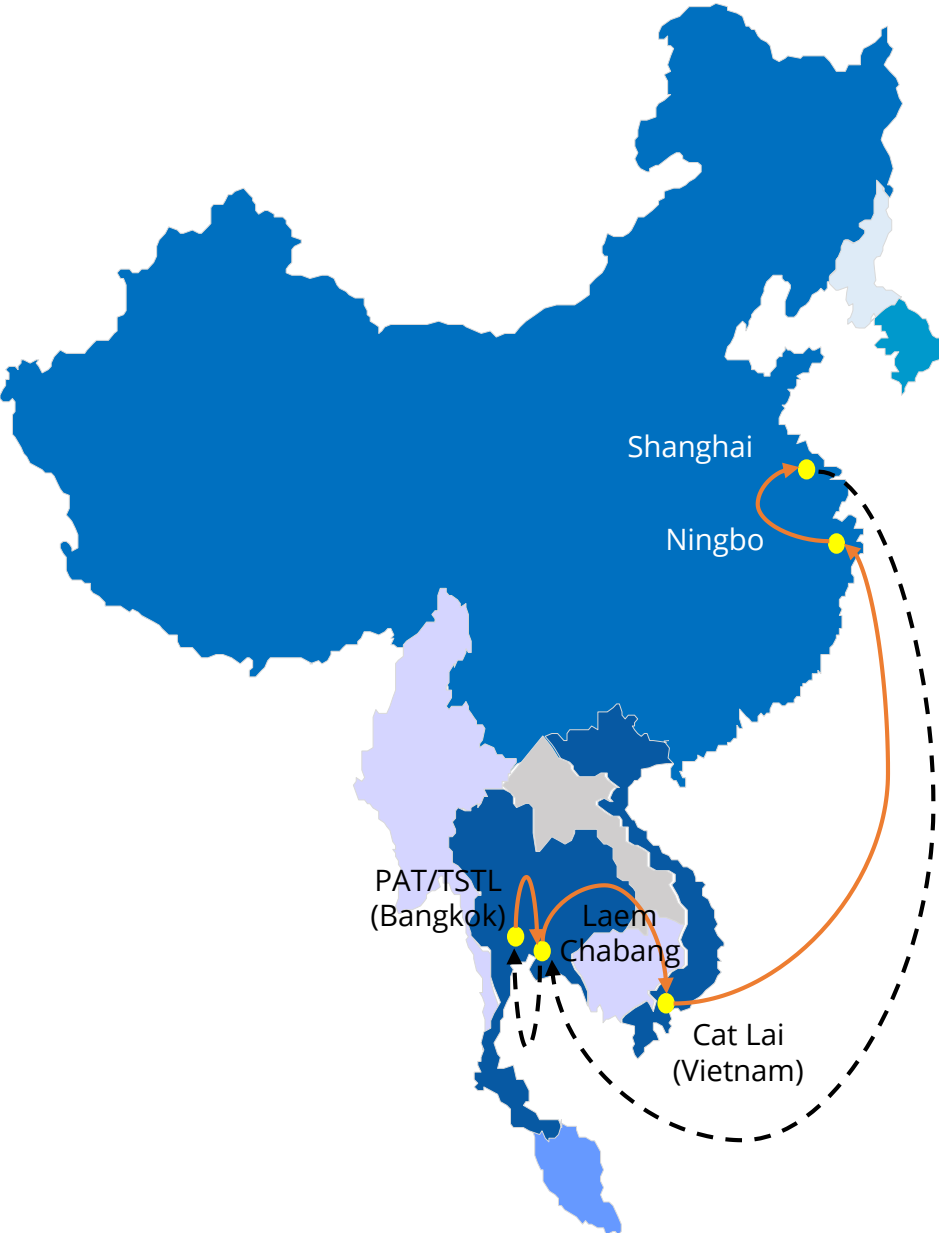 Shanghai
Ningbo
PAT/TSTL
(Bangkok)
Laem
Chabang
Cat Lai
(Vietnam)